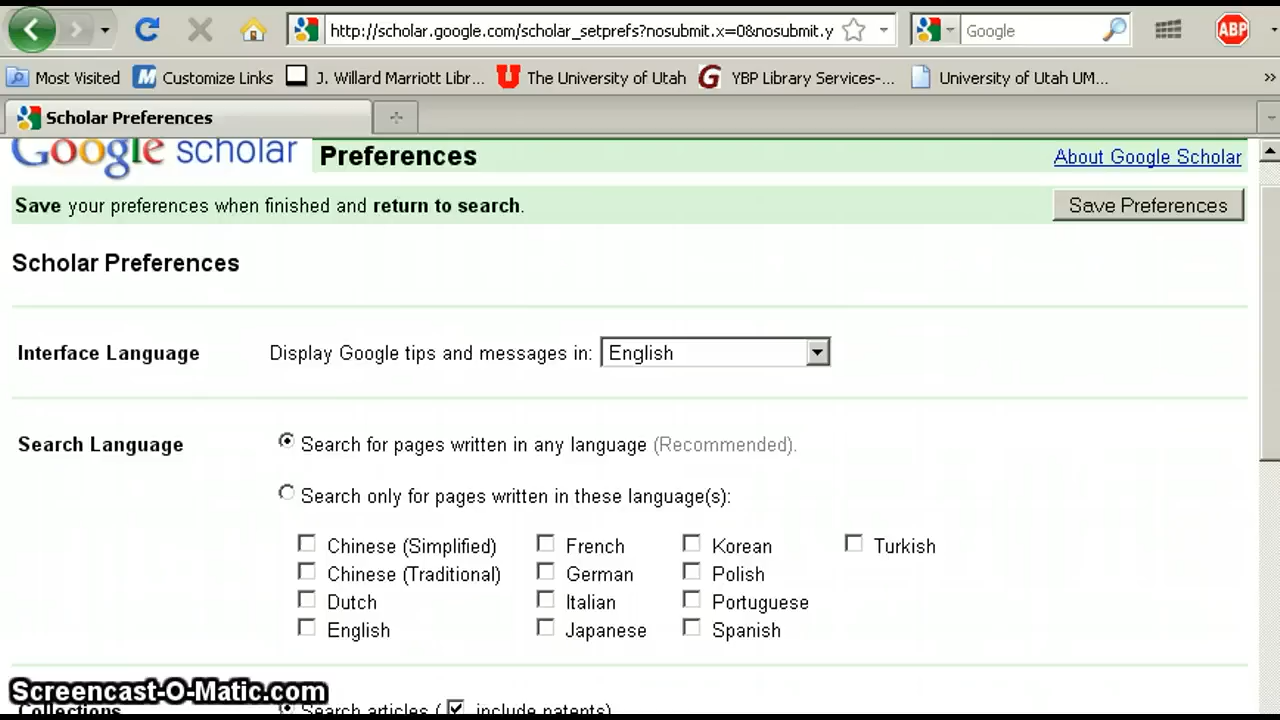 http://scholar.google.com/scholar_setprefs?nosubmit.x=0&nosubmit.y
Google
ABP
Most Visited
Customize Links
J. Willard Marriott Libr...
The University of Utah
YBP Library Services-...
University of Utah UM...
Scholar Preferences
Google scholar
Preferences
About Google Scholar
Save your preferences when finished and return to search.
Save Preferences
Scholar Preferences
Interface Language
Display Google tips and messages in:
English
Search Language
Search for pages written in any language (Recommended).
Search only for pages written in these language(s):
Chinese (Simplified)
French
Korean
Turkish
Chinese (Traditional)
German
Polish
Dutch
Italian
Portuguese
English
Japanese
Spanish
Screencast-O-Matic.com
Collections
Search articles ( include patents)